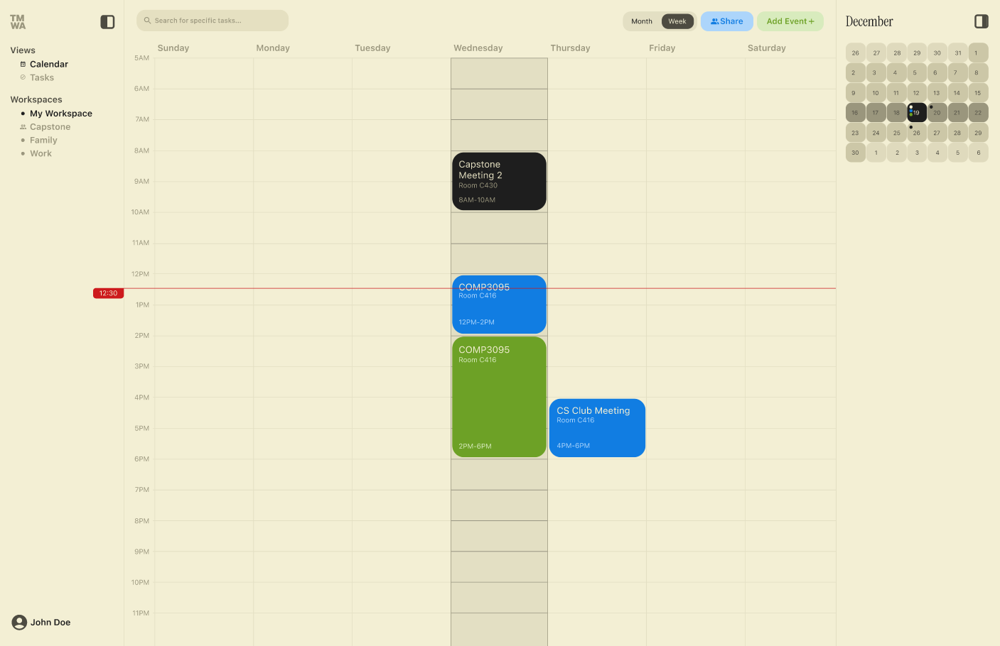 TM
WA
Views
Calendar
Tasks
Workspaces
My Workspace
Capstone
Family
Work
John Doe
Search for specific tasks...
Month Week Share Add Event +
Sunday Monday Tuesday Wednesday Thursday Friday Saturday
5AM
6AM
7AM
8AM
Capstone
Meeting 2
9AM
Room C430
8AM-10AM
10AM
11AM
12PM
COMP3095
12:30
Room C416
1PM
12PM-2PM
2PM
COMP3095
Room C416
3PM
4PM
CS Club Meeting
Room C416
5PM
2PM-6PM 4PM-6PM
6PM
7PM
8PM
9PM
10PM
11PM
December
26 27 28 29 30 31 1
2 3 4 5 6 7 8
9 10 11 12 13 14 15
16 17 18 19 20 21 22
23 24 25 26 27 28 29
30 1 2 3 4 5 6